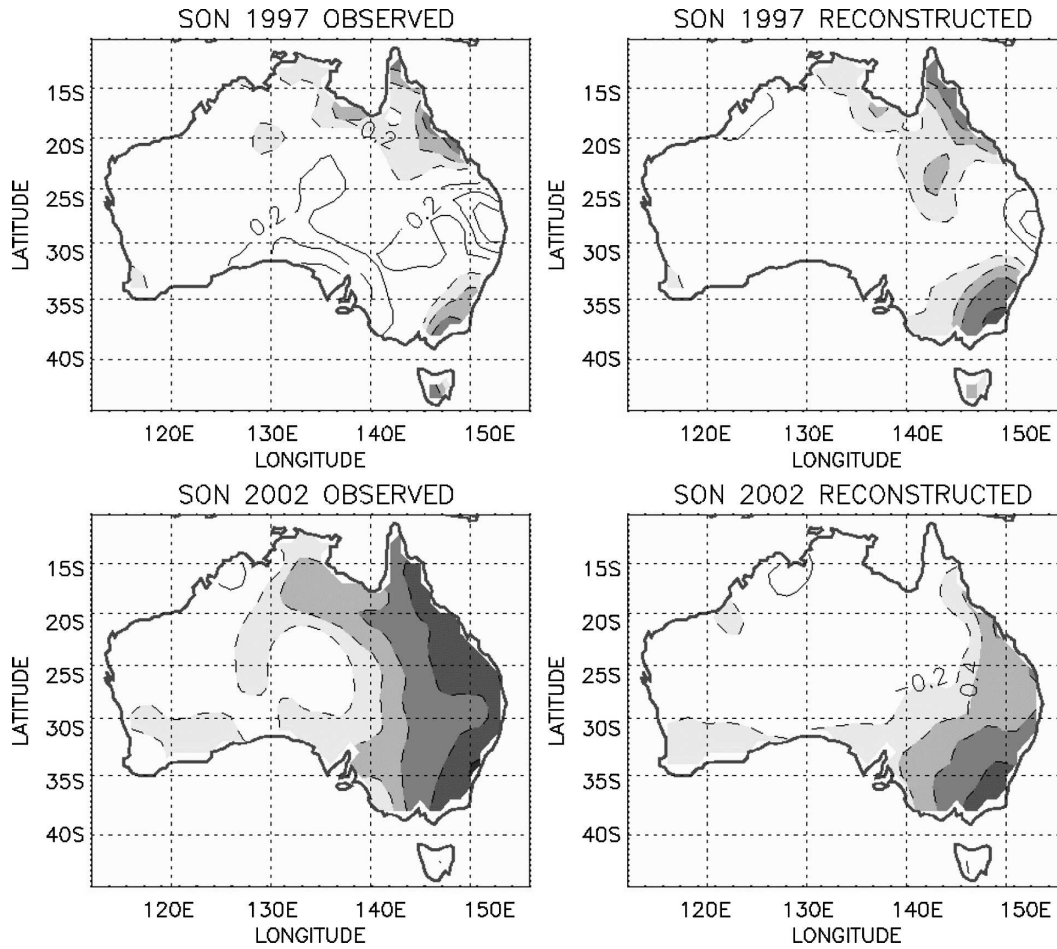 SON 1997 OBSERVED
SON 1997 RECONSTRUCTED
15S
20S
25S
30S
35S
40S
LATITUDE
0.2
0.2
0.2
120E 130E 140E 150E
LONGITUDE
15S
20S
25S
30S
35S
40S
LATITUDE
120E 130E 140E 150E
LONGITUDE
SON 2002 OBSERVED
SON 2002 RECONSTRUCTED
15S
20S
25S
30S
35S
40S
LATITUDE
120E 130E 140E 150E
LONGITUDE
15S
20S
25S
30S
35S
40S
LATITUDE
-0.2
0.4
120E 130E 140E 150E
LONGITUDE